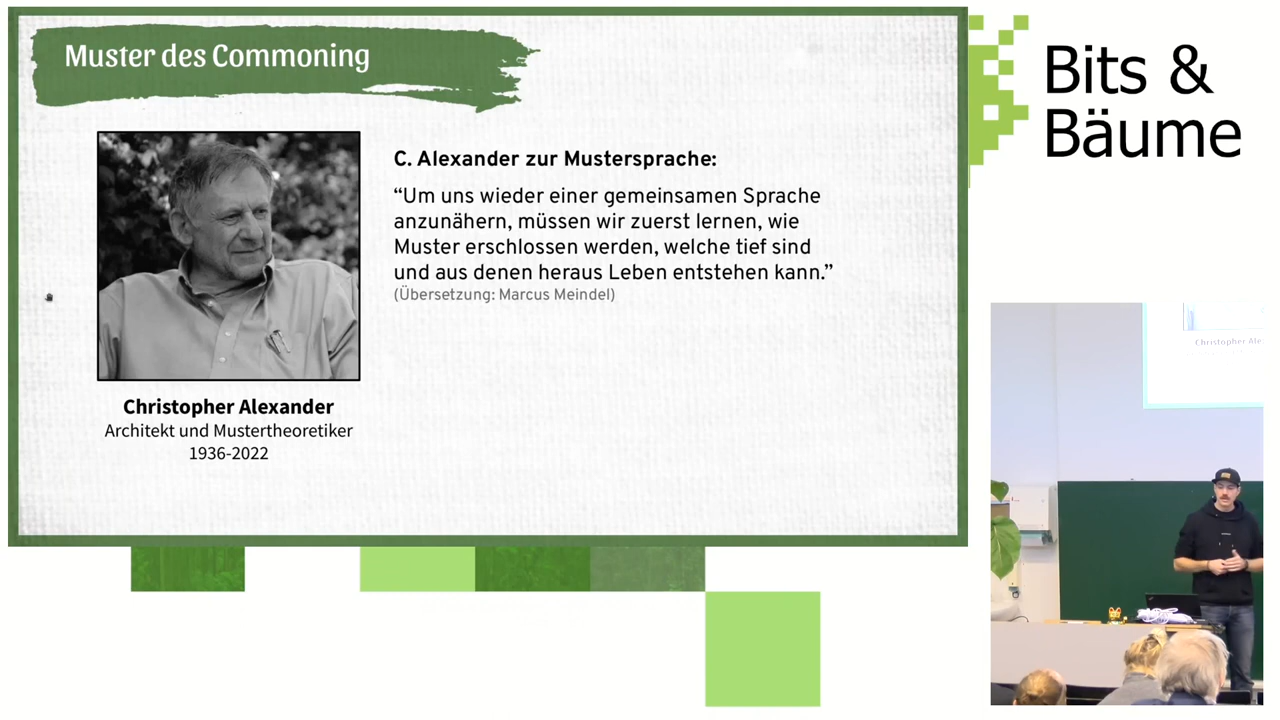 Muster des Commoning
C. Alexander zur Mustersprache:
“Um uns wieder einer gemeinsamen Sprache
anzunähern, müssen wir zuerst lernen, wie
Muster erschlossen werden, welche tief sind
und aus denen heraus Leben entstehen kann.”
(Übersetzung: Marcus Meindel)
Christopher Alexander
Architekt und Mustertheoretiker
1936-2022
Bits &
Bäume
Christopher Ale